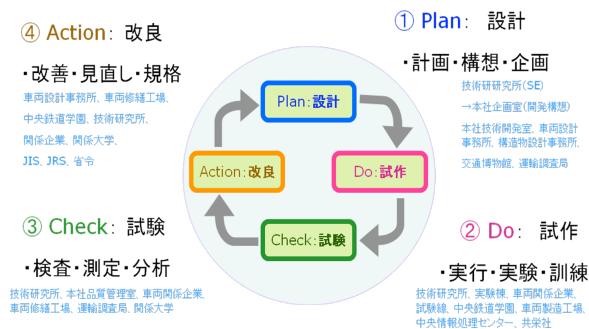 ④ Action： 改良
・改善・見直し・規格
車両設計事務所、車両修繕工場、
中央鉄道学園、技術研究所、
関係企業、関係大学、
JIS、JRS、省令
① Plan： 設計
・計画・構想・企画
技術研研究所(SE)
→本社企画室(開発構想)
本社技術開発室、車両設計
事務所、構造物設計事務所、
交通博物館、運輸調査局
Plan：設計
Action：改良
Do：試作
Check：試験
③ Check： 試験
・検査・測定・分析
技術研究所、本社品質管理室、車両関係企業、
車両修繕工場、運輸調査局、関係大学
② Do： 試作
・実行・実験・訓練
技術研究所、実験棟、車両関係企業、
試験線、中央鉄道学園、車両製造工場、
中央情報処理センター、共栄社